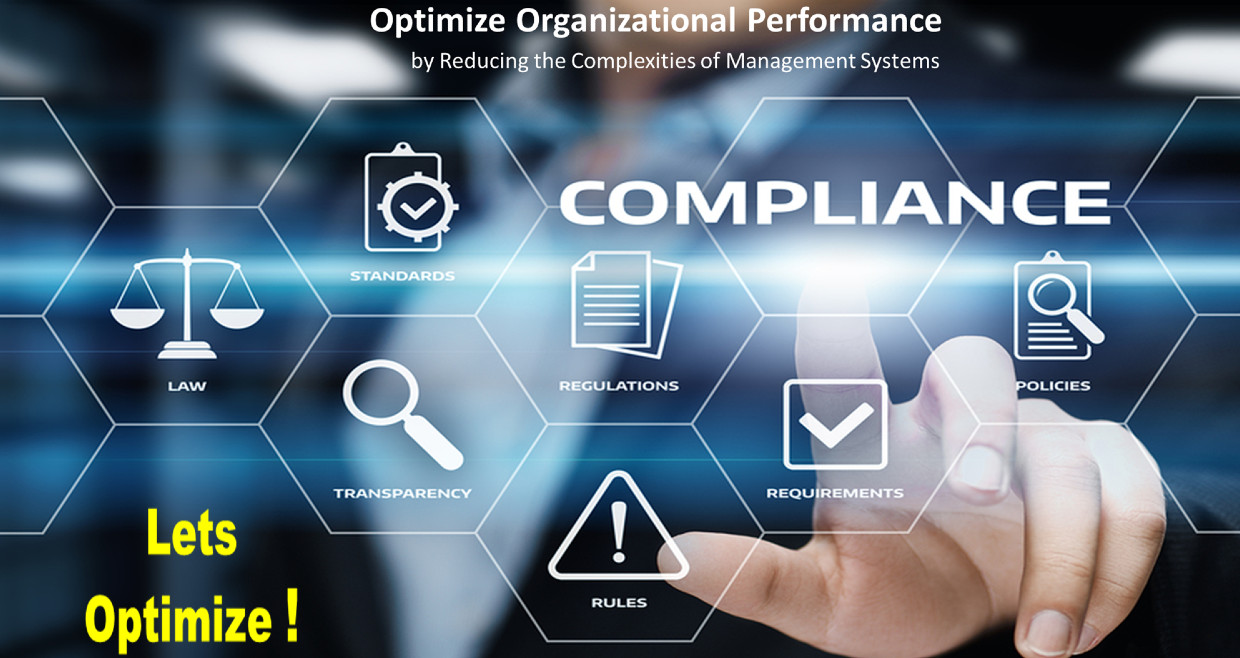 Optimize Organizational Performance
by Reducing the Complexities of Management Systems
COMPLIANCE
STANDARDS
LAW
REGULATIONS
POLICIES
TRANSPARENCY
REQUIREMENTS
RULES
Lets
Optimize !